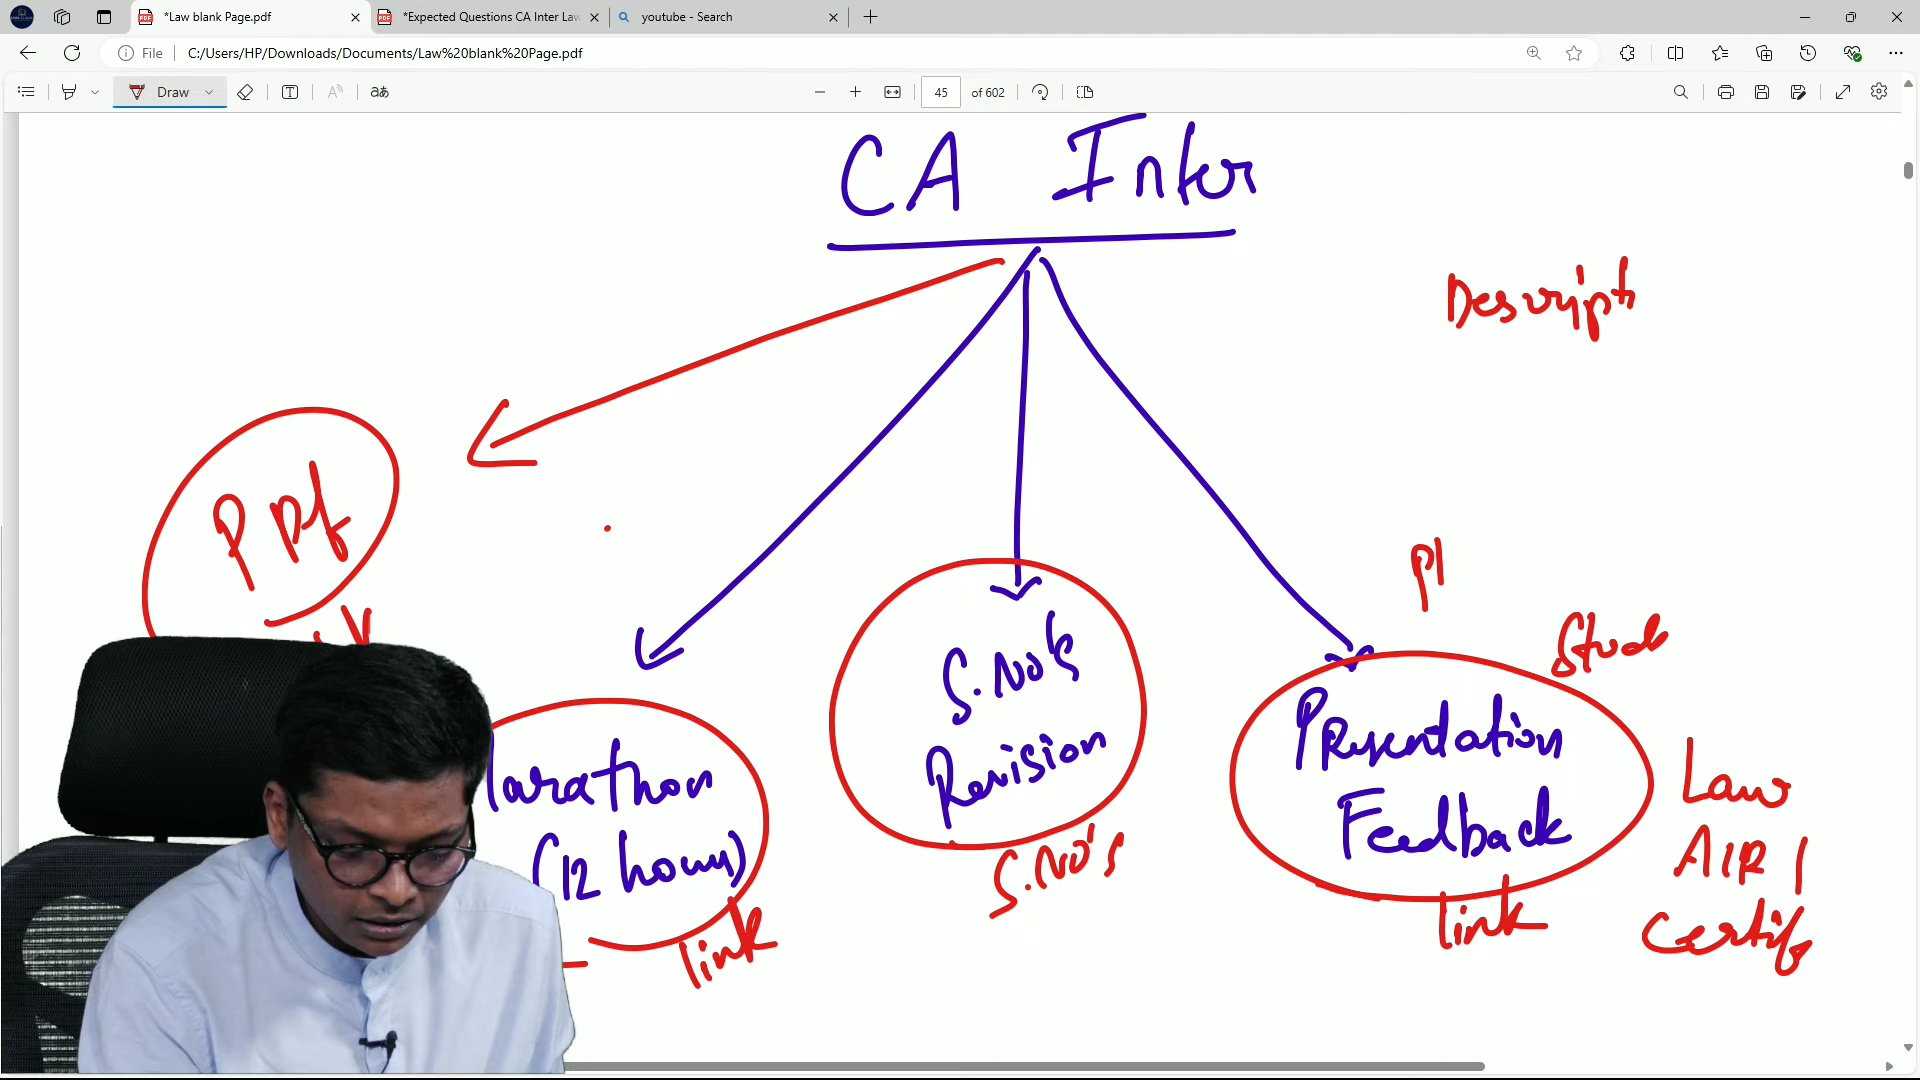 *Law blank Page.pdf
*Expected Questions CA Inter Law
youtube - Search
File
C:/Users/HP/Downloads/Documents/Law%20blank%20Page.pdf
Draw
45 of 602
CA Inter
Descript
P Pdf
S.No's
Revision
S.No's
Presentation
Feedback
link
arathon
(12 hours)
link
Law
AIR 1
Certif